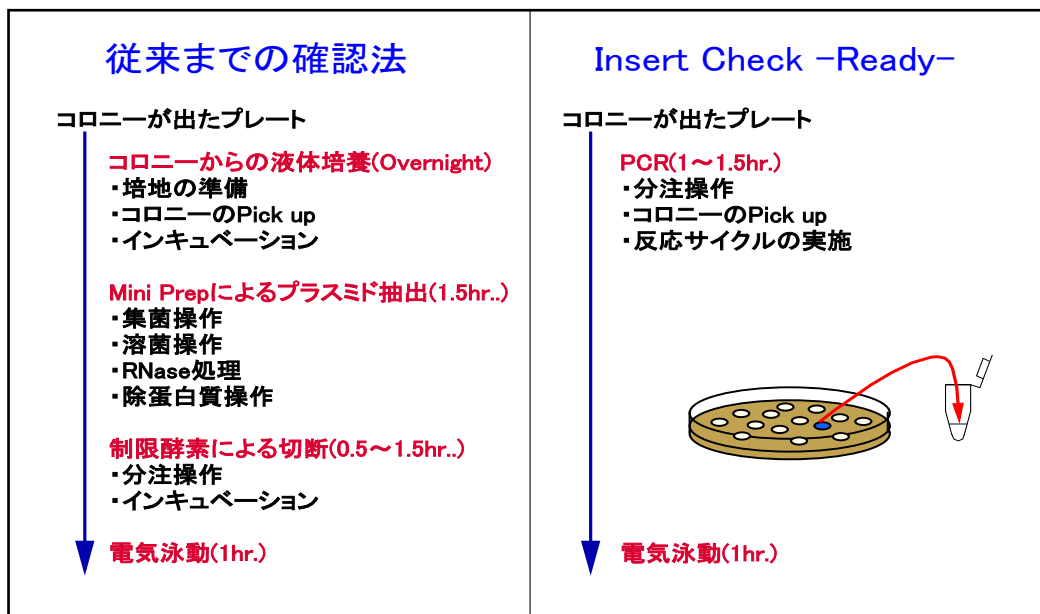 従来までの確認法
コロニーが出たプレート
コロニーからの液体培養(Overnight)
・培地の準備
・コロニーのPick up
・インキュベーション
Mini Prepによるプラスミド抽出(1.5hr..)
・集菌操作
・溶菌操作
・RNase処理
・除蛋白質操作
制限酵素による切断(0.5～1.5hr..)
・分注操作
・インキュベーション
電気泳動(1hr.)
Insert Check -Ready-
コロニーが出たプレート
PCR(1～1.5hr.)
・分注操作
・コロニーのPick up
・反応サイクルの実施
電気泳動(1hr.)